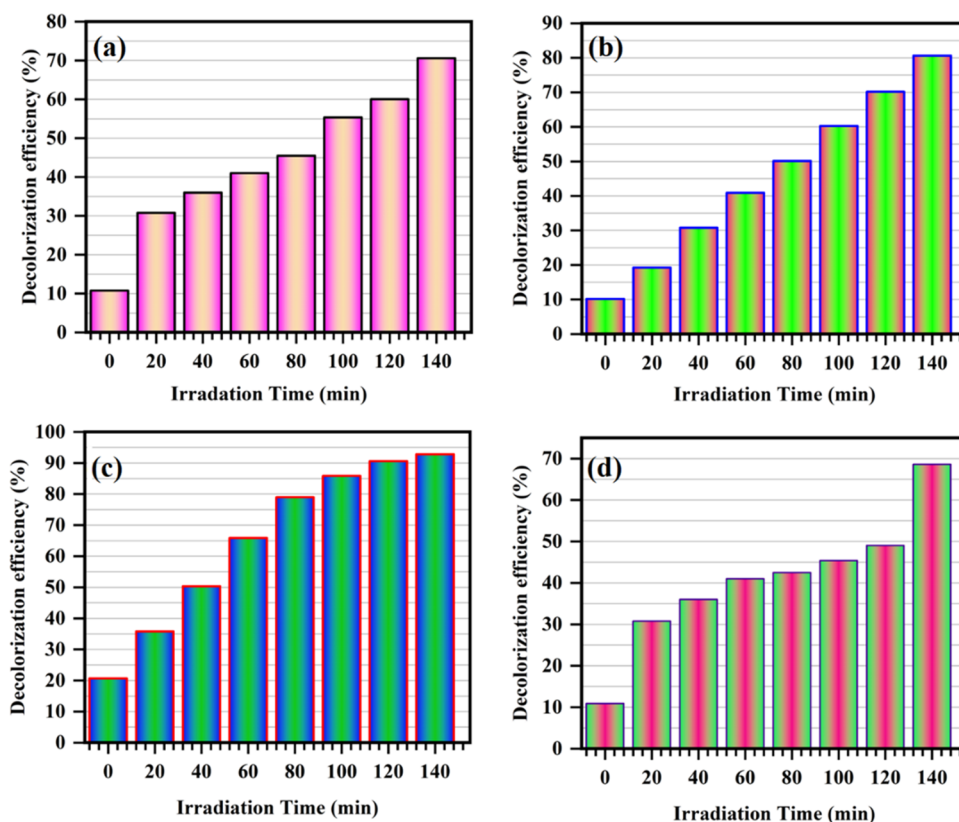 (a)
Decolorization efficiency (%)
80
70
60
50
40
30
20
10
0
0 20 40 60 80 100 120 140
Irradation Time (min)
(b)
Decolorization efficiency (%)
90
80
70
60
50
40
30
20
10
0
0 20 40 60 80 100 120 140
Irradiation Time (min)
(c)
Decolorization efficiency (%)
100
90
80
70
60
50
40
30
20
10
0
0 20 40 60 80 100 120 140
Irradiation Time (min)
(d)
Decolorization efficiency (%)
70
60
50
40
30
20
10
0
0 20 40 60 80 100 120 140
Irradiation Time (min)